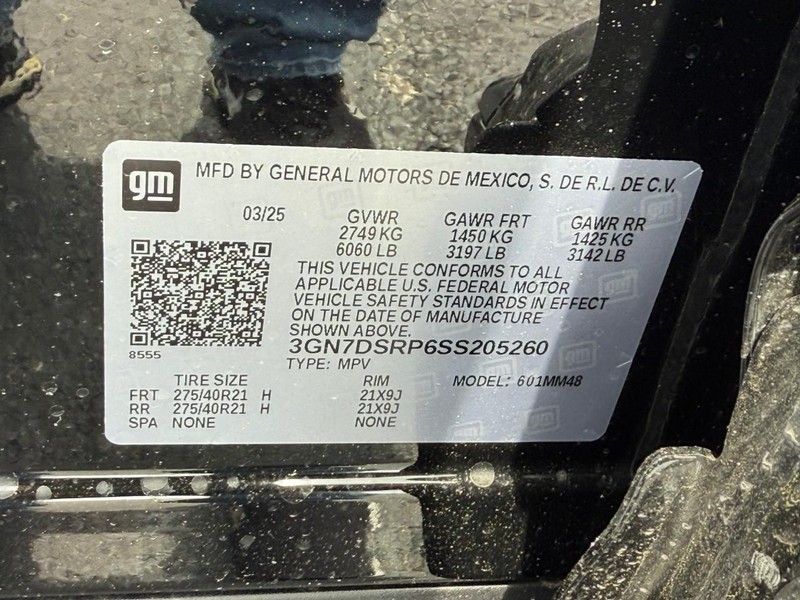 gm
MFD BY GENERAL MOTORS DE MEXICO, S. DE R.L. DE C.V.
03/25 GVWR GAWR FRT GAWR RR
2749 KG 1450 KG 1425 KG
6060 LB 3197 LB 3142 LB
THIS VEHICLE CONFORMS TO ALL
APPLICABLE U.S. FEDERAL MOTOR
VEHICLE SAFETY STANDARDS IN EFFECT
ON THE DATE OF MANUFACTURE
SHOWN ABOVE.
3GN7DSRP6SS205260
8555
TYPE: MPV
TIRE SIZE RIM MODEL: 601MM48
FRT 275/40R21 H 21X9J
RR 275/40R21 H 21X9J
SPA NONE NONE